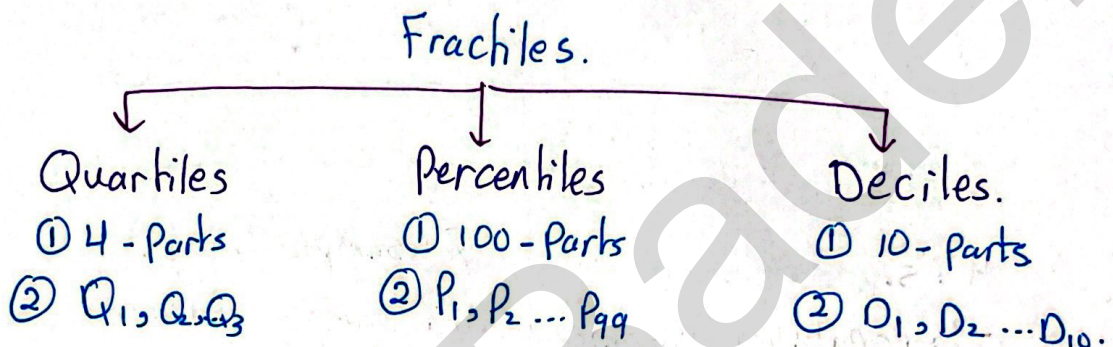 Fractiles.
Quartiles
① 4 - Parts
② Q₁, Q₂, Q₃
Percentiles
① 100 - Parts
② P₁, P₂ ... P₉₉
Deciles.
① 10 - parts
② D₁, D₂ ... D₁₀.